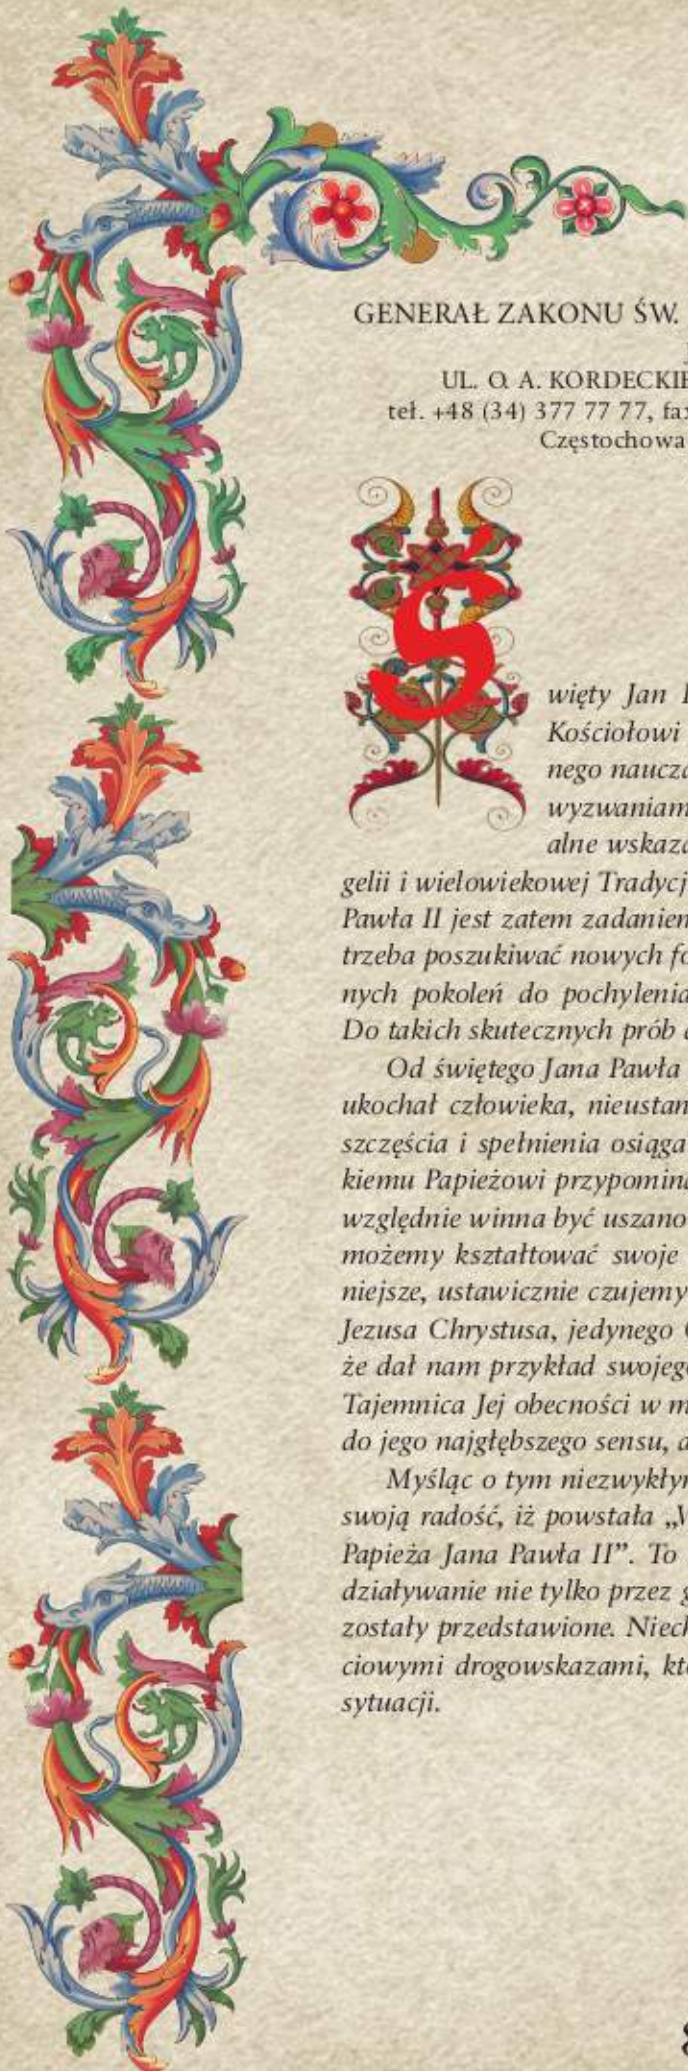 GENERAŁ ZAKONU ŚW.
UL. O. A. KORDECKIE
tel. +48 (34) 377 77 77, fax
Częstochowa
Ś
więty Jan
Kościołowi
nego naucza
wyzwaniam
alne wskaza
gelii i wielowiekowej Tradycj
Pawła II jest zatem zadaniem
trzeba poszukiwać nowych fo
nych pokoleń do pochylenia
Do takich skutecznych prób
Od świętego Jana Pawła
ukochał człowieka, nieustan
szczęścia i spełnienia osiąga
kiemu Papieżowi przypomina
względnie winna być uszano
możemy kształtować swoje
niejsze, ustawicznie czujemy
Jezusa Chrystusa, jedynego
że dał nam przykład swojego
Tajemnica Jej obecności w m
do jego najgłębszego sensu, a
Myśląc o tym niezwykłym
swoją radość, iż powstała „
Papieża Jana Pawła II”. To
działywanie nie tylko przez g
zostały przedstawione. Niech
ciowymi drogowskazami, któ
sytuacji.